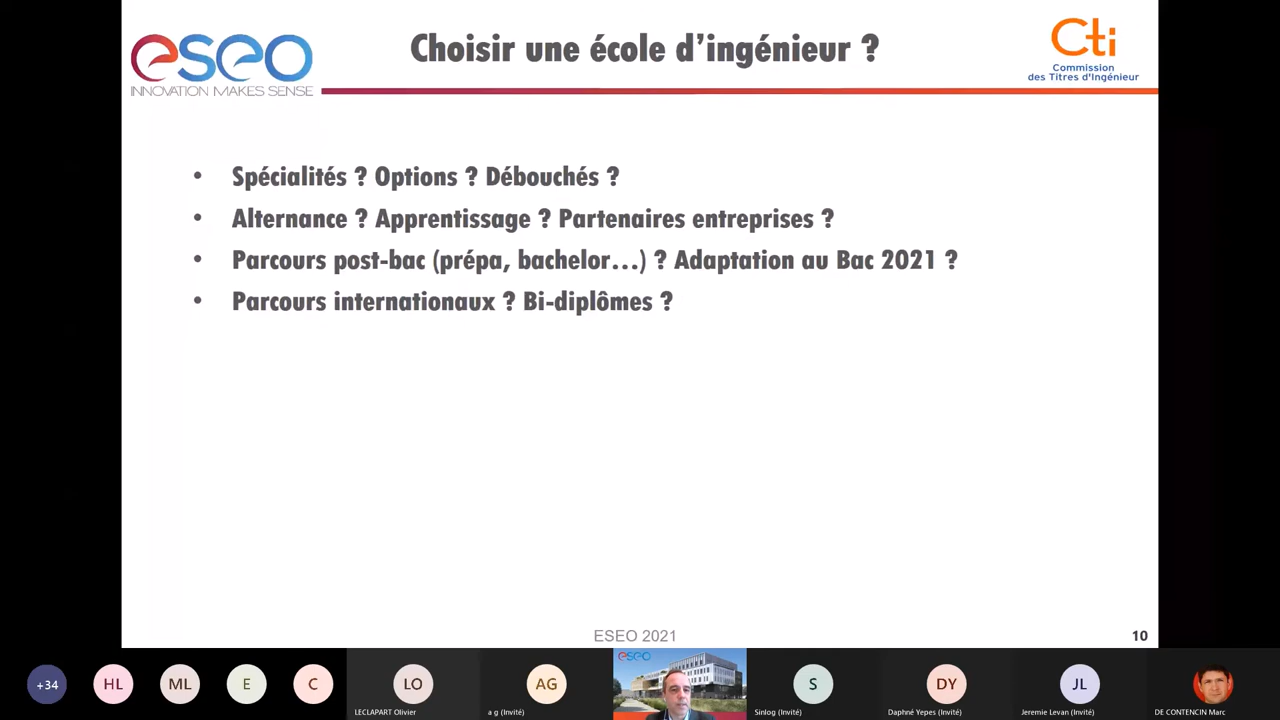 Choisir une école d'ingénieur ?
eseo
INNOVATION MAKES SENSE
Cti
Commission
des Titres d'Ingénieur
• Spécialités ? Options ? Débouchés ?
• Alternance ? Apprentissage ? Partenaires entreprises ?
• Parcours post-bac (prépa, bachelor…) ? Adaptation au Bac 2021 ?
• Parcours internationaux ? Bi-diplômes ?
ESEO 2021
10
+34
HL
ML
E
C
LO
LECLAPART Olivier
AG
a g (Invité)
eseo
S
Sinlog (Invité)
DY
Daphné Yepes (Invité)
JL
Jeremie Levan (Invité)
DE CONTENCIN Marc